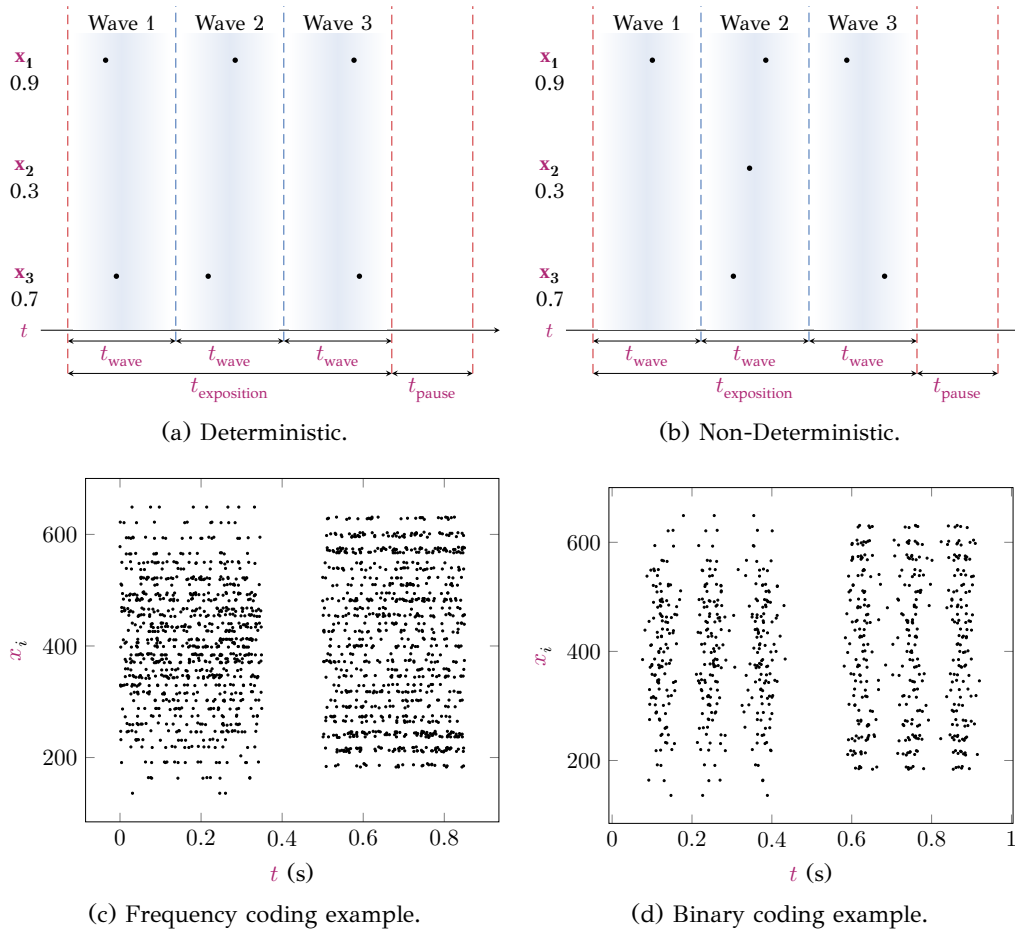 Wave 1 Wave 2 Wave 3
x1
0.9
x2
0.3
x3
0.7
t
twave twave twave
texposition
tpause
(a) Deterministic.
Wave 1 Wave 2 Wave 3
x1
0.9
x2
0.3
x3
0.7
t
twave twave twave
texposition
tpause
(b) Non-Deterministic.
600
400
200
xi
0 0.2 0.4 0.6 0.8
t (s)
(c) Frequency coding example.
600
400
200
xi
0 0.2 0.4 0.6 0.8 1
t (s)
(d) Binary coding example.